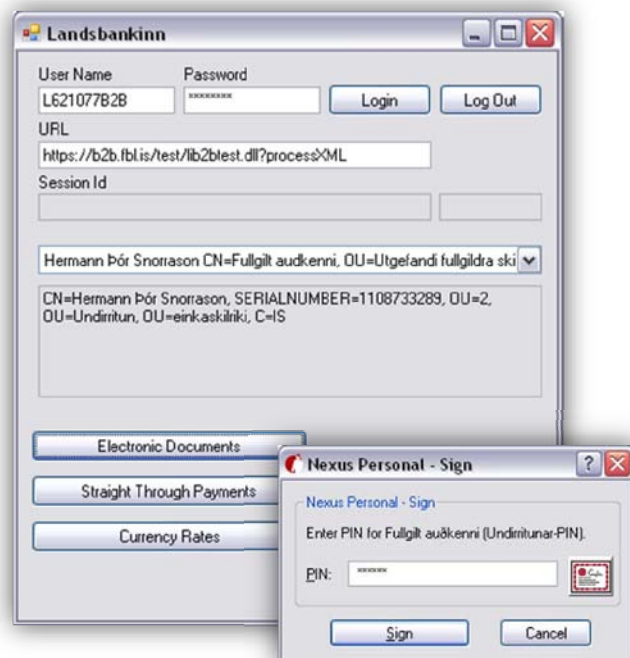 Landsbankinn
User Name Password
L621077B2B ******** Login Log Out
URL
https://b2b.fbl.is/test/lib2btest.dll?processXML
Session Id
Hermann Þór Snorrason CN=Fullgilt audkenni, OU=Utgefandi fullgildra ski
CN=Hermann Þór Snorrason, SERIALNUMBER=1108733289, OU=2,
OU=Undirritun, OU=einkaskilriki, C=IS
Electronic Documents
Straight Through Payments
Currency Rates
Nexus Personal - Sign
Nexus Personal - Sign
Enter PIN for Fullgilt auðkenni (Undirritunar-PIN).
PIN: ******
Sign Cancel